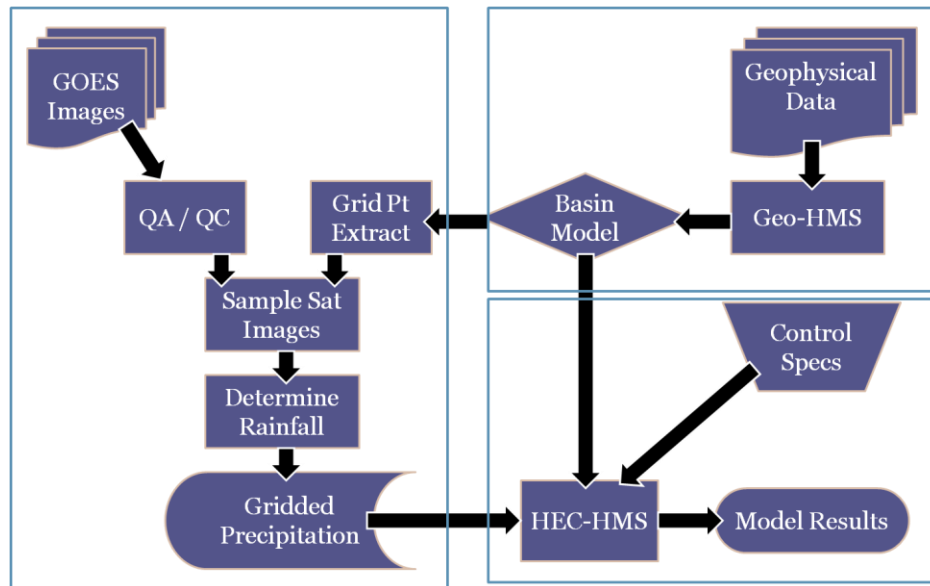 GOES
Images
QA / QC
Grid Pt
Extract
Sample Sat
Images
Determine
Rainfall
Gridded
Precipitation
Geophysical
Data
Geo-HMS
Basin
Model
Control
Specs
HEC-HMS
Model Results